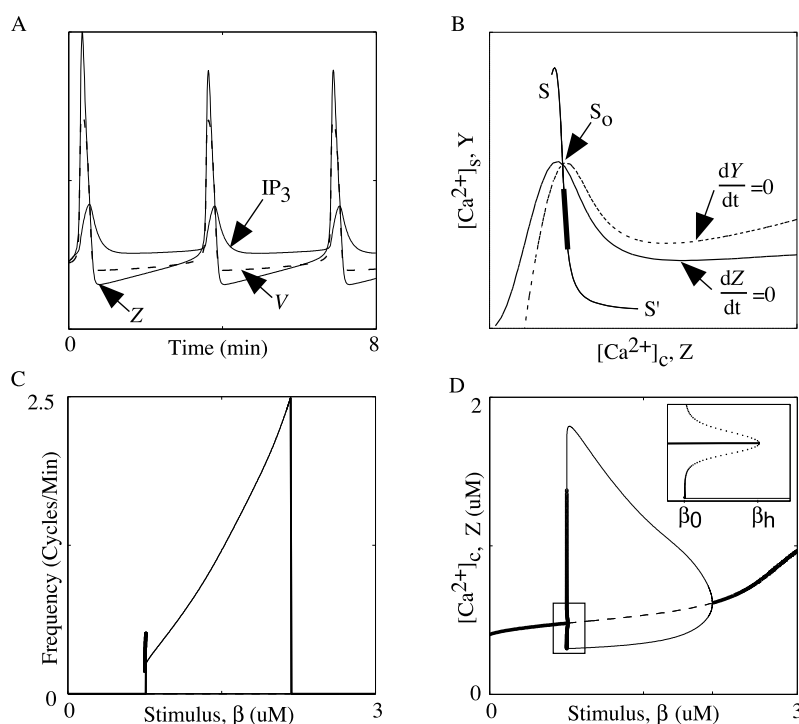 A
IP3
Z
V
0
8
Time (min)
B
[Ca2+]s, Y
S
So
dY/dt =0
dZ/dt =0
S'
[Ca2+]c, Z
C
Frequency (Cycles/Min)
2.5
0
0
3
Stimulus, β (uM)
D
[Ca2+]c, Z (uM)
2
0
β0
βh
0
3
Stimulus, β (uM)